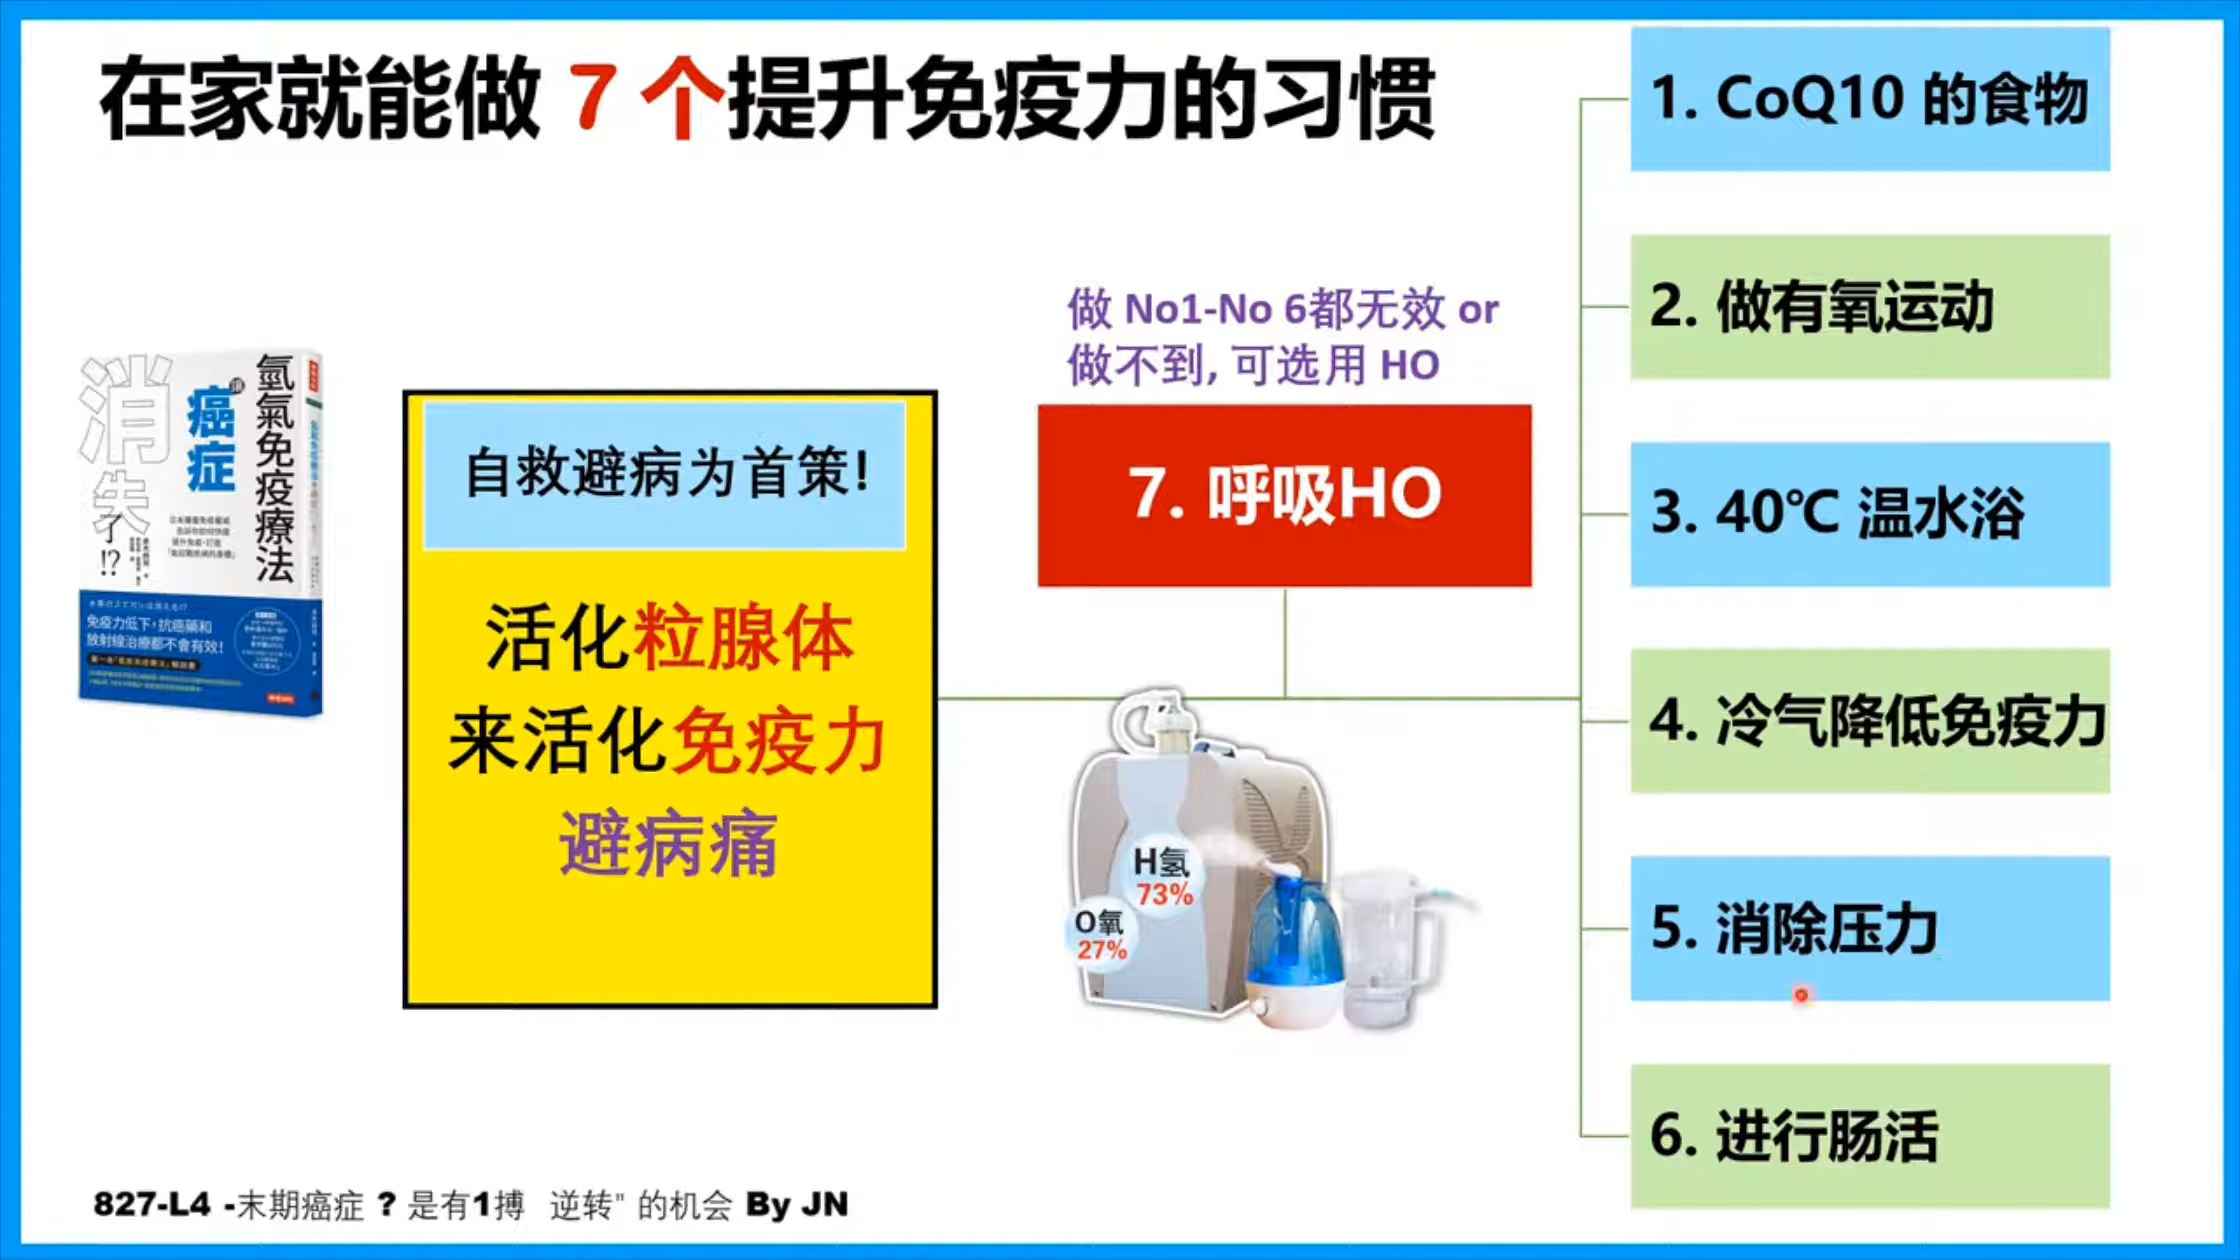 在家就能做 7 个提升免疫力的习惯
1. CoQ10 的食物
2. 做有氧运动
3. 40℃ 温水浴
4. 冷气降低免疫力
5. 消除压力
6. 进行肠活
做 No1-No 6都无效 or
做不到, 可选用 HO
7. 呼吸HO
自救避病为首策!
活化粒腺体
来活化免疫力
避病痛
氫氣免疫療法
讓
癌症
消失
了!?
免疫力低下，抗癌藥和
放射線治療都不會有效!
H氢
73%
O氧
27%
827-L4 -末期癌症 ? 是有1搏 逆转” 的机会 By JN